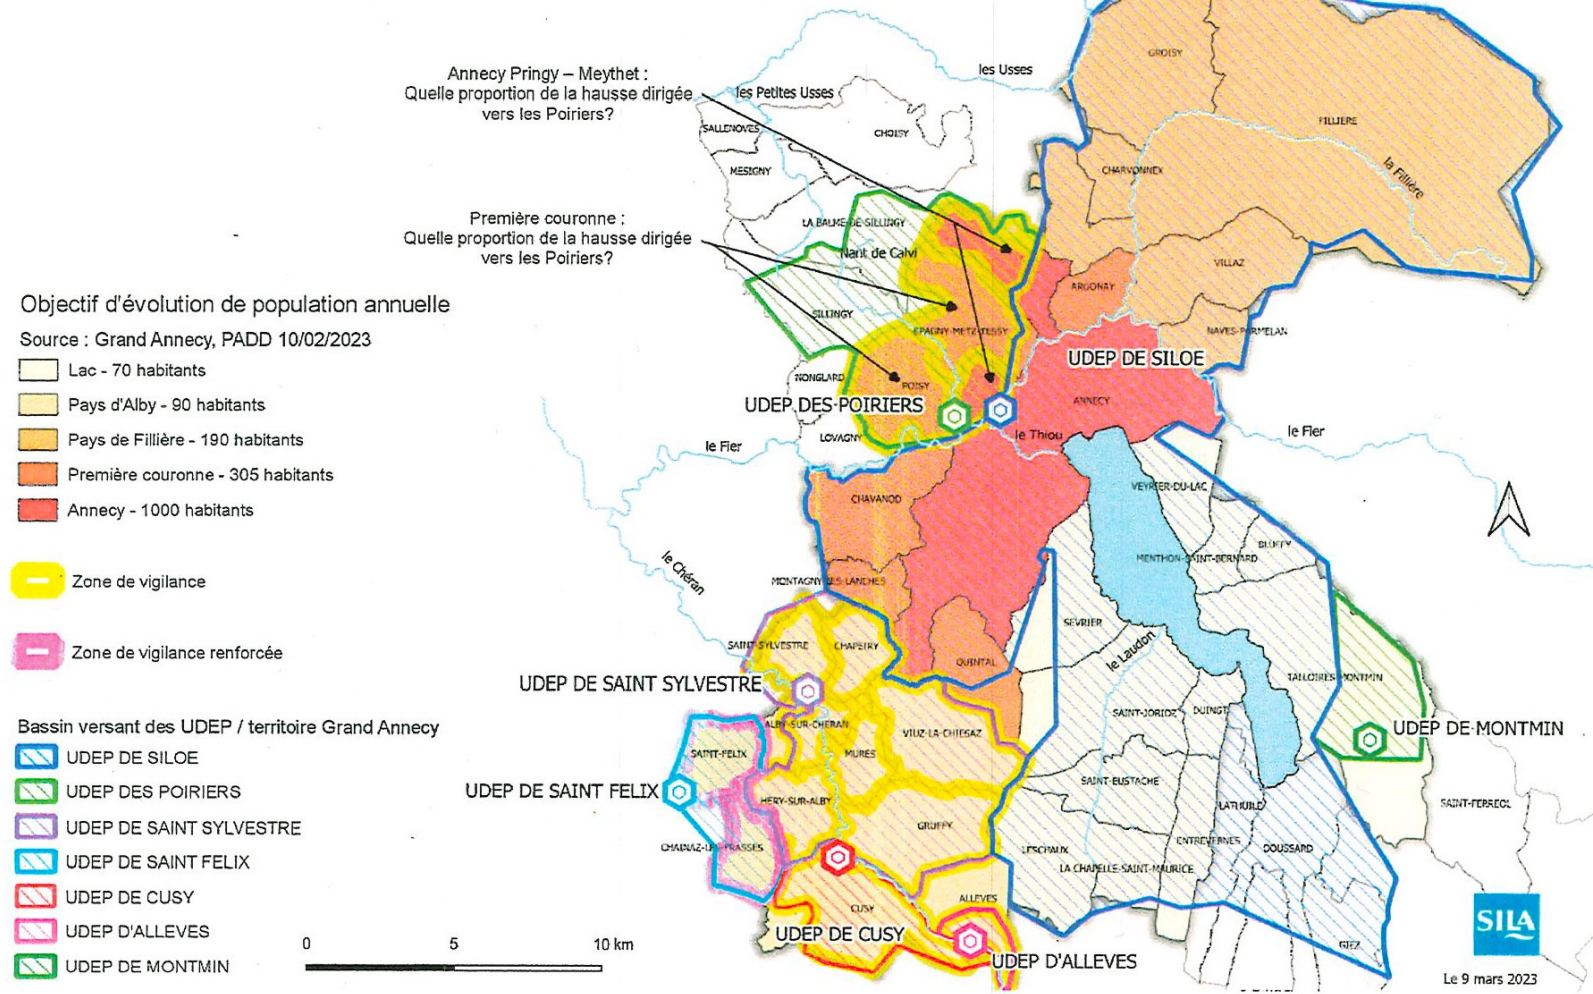 les Usses
GROISY
Annecy Pringy – Meythet :
Quelle proportion de la hausse dirigée
vers les Poiriers?
les Petites Usses
SALLENOVES
CHOISY
FILLIERE
MESIGNY
CHARVONNEX
la Fillière
Première couronne :
Quelle proportion de la hausse dirigée
vers les Poiriers?
LA BALME-DE-SILLINGY
Nant de Calvi
VILLAZ
ARGONAY
SILLINGY
EPAGNY-METZ-TESSY
NAVES-PARMELAN
Objectif d'évolution de population annuelle
Source : Grand Annecy, PADD 10/02/2023
Lac - 70 habitants
Pays d'Alby - 90 habitants
Pays de Fillière - 190 habitants
Première couronne - 305 habitants
Annecy - 1000 habitants
Zone de vigilance
Zone de vigilance renforcée
UDEP DE SILOE
NONGLARD
POISY
UDEP DES POIRIERS
ANNECY
LOVAGNY
le Thiou
le Fier
le Fier
CHAVANOD
VEYRIER-DU-LAC
BLUFFY
MENTHON-SAINT-BERNARD
le Chéran
MONTAGNY-LES-LANCHES
SEVRIER
SAINT-SYLVESTRE
CHAPEIRY
le Laudon
QUINTAL
TALLOIRES-MONTMIN
UDEP DE SAINT SYLVESTRE
SAINT-JORIOZ
DUINGT
ALBY-SUR-CHERAN
UDEP DE MONTMIN
VIUZ-LA-CHIESAZ
SAINT-FELIX
MURES
SAINT-EUSTACHE
UDEP DE SAINT FELIX
HERY-SUR-ALBY
LATHUILE
SAINT-FERREOL
GRUFFY
CHAINAZ-LES-FRASSES
LESCHAUX
ENTREVERNES
DOUSSARD
LA CHAPELLE-SAINT-MAURICE
ALLEVES
CUSY
UDEP DE CUSY
GIEZ
UDEP D'ALLEVES
Bassin versant des UDEP / territoire Grand Annecy
UDEP DE SILOE
UDEP DES POIRIERS
UDEP DE SAINT SYLVESTRE
UDEP DE SAINT FELIX
UDEP DE CUSY
UDEP D'ALLEVES
UDEP DE MONTMIN
0 5 10 km
SILA
Le 9 mars 2023